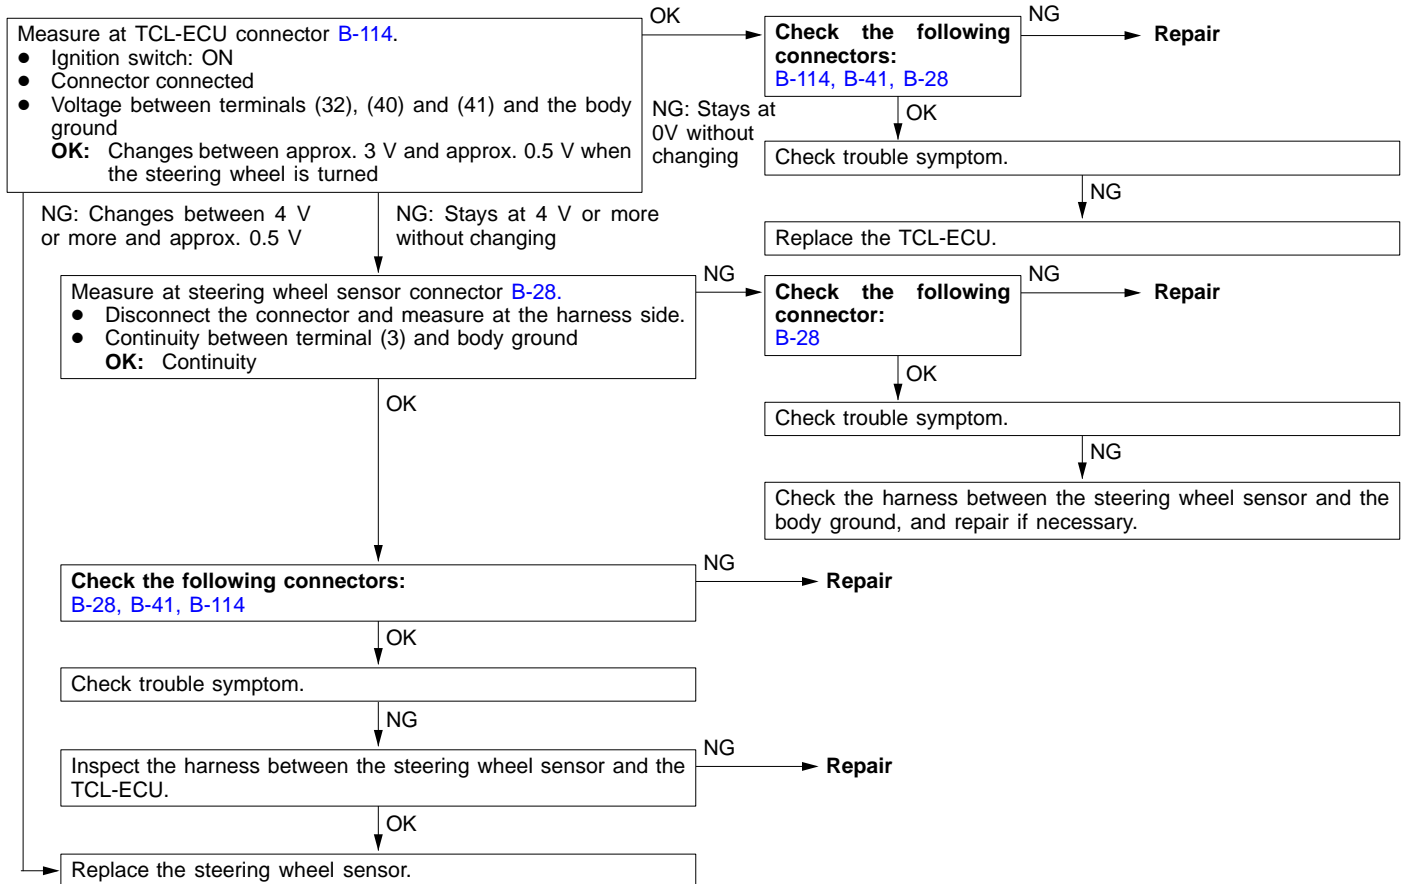 Measure at TCL-ECU connector B-114.
● Ignition switch: ON
● Connector connected
● Voltage between terminals (32), (40) and (41) and the body
ground
OK: Changes between approx. 3 V and approx. 0.5 V when
the steering wheel is turned
OK
Check the following
connectors:
B-114, B-41, B-28
NG
Repair
OK
NG: Stays at
0V without
changing
Check trouble symptom.
NG
Replace the TCL-ECU.
NG: Changes between 4 V
or more and approx. 0.5 V
NG: Stays at 4 V or more
without changing
Measure at steering wheel sensor connector B-28.
● Disconnect the connector and measure at the harness side.
● Continuity between terminal (3) and body ground
OK: Continuity
NG
Check the following
connector:
B-28
NG
Repair
OK
Check trouble symptom.
NG
Check the harness between the steering wheel sensor and the
body ground, and repair if necessary.
OK
Check the following connectors:
B-28, B-41, B-114
NG
Repair
OK
Check trouble symptom.
NG
Inspect the harness between the steering wheel sensor and the
TCL-ECU.
NG
Repair
OK
Replace the steering wheel sensor.